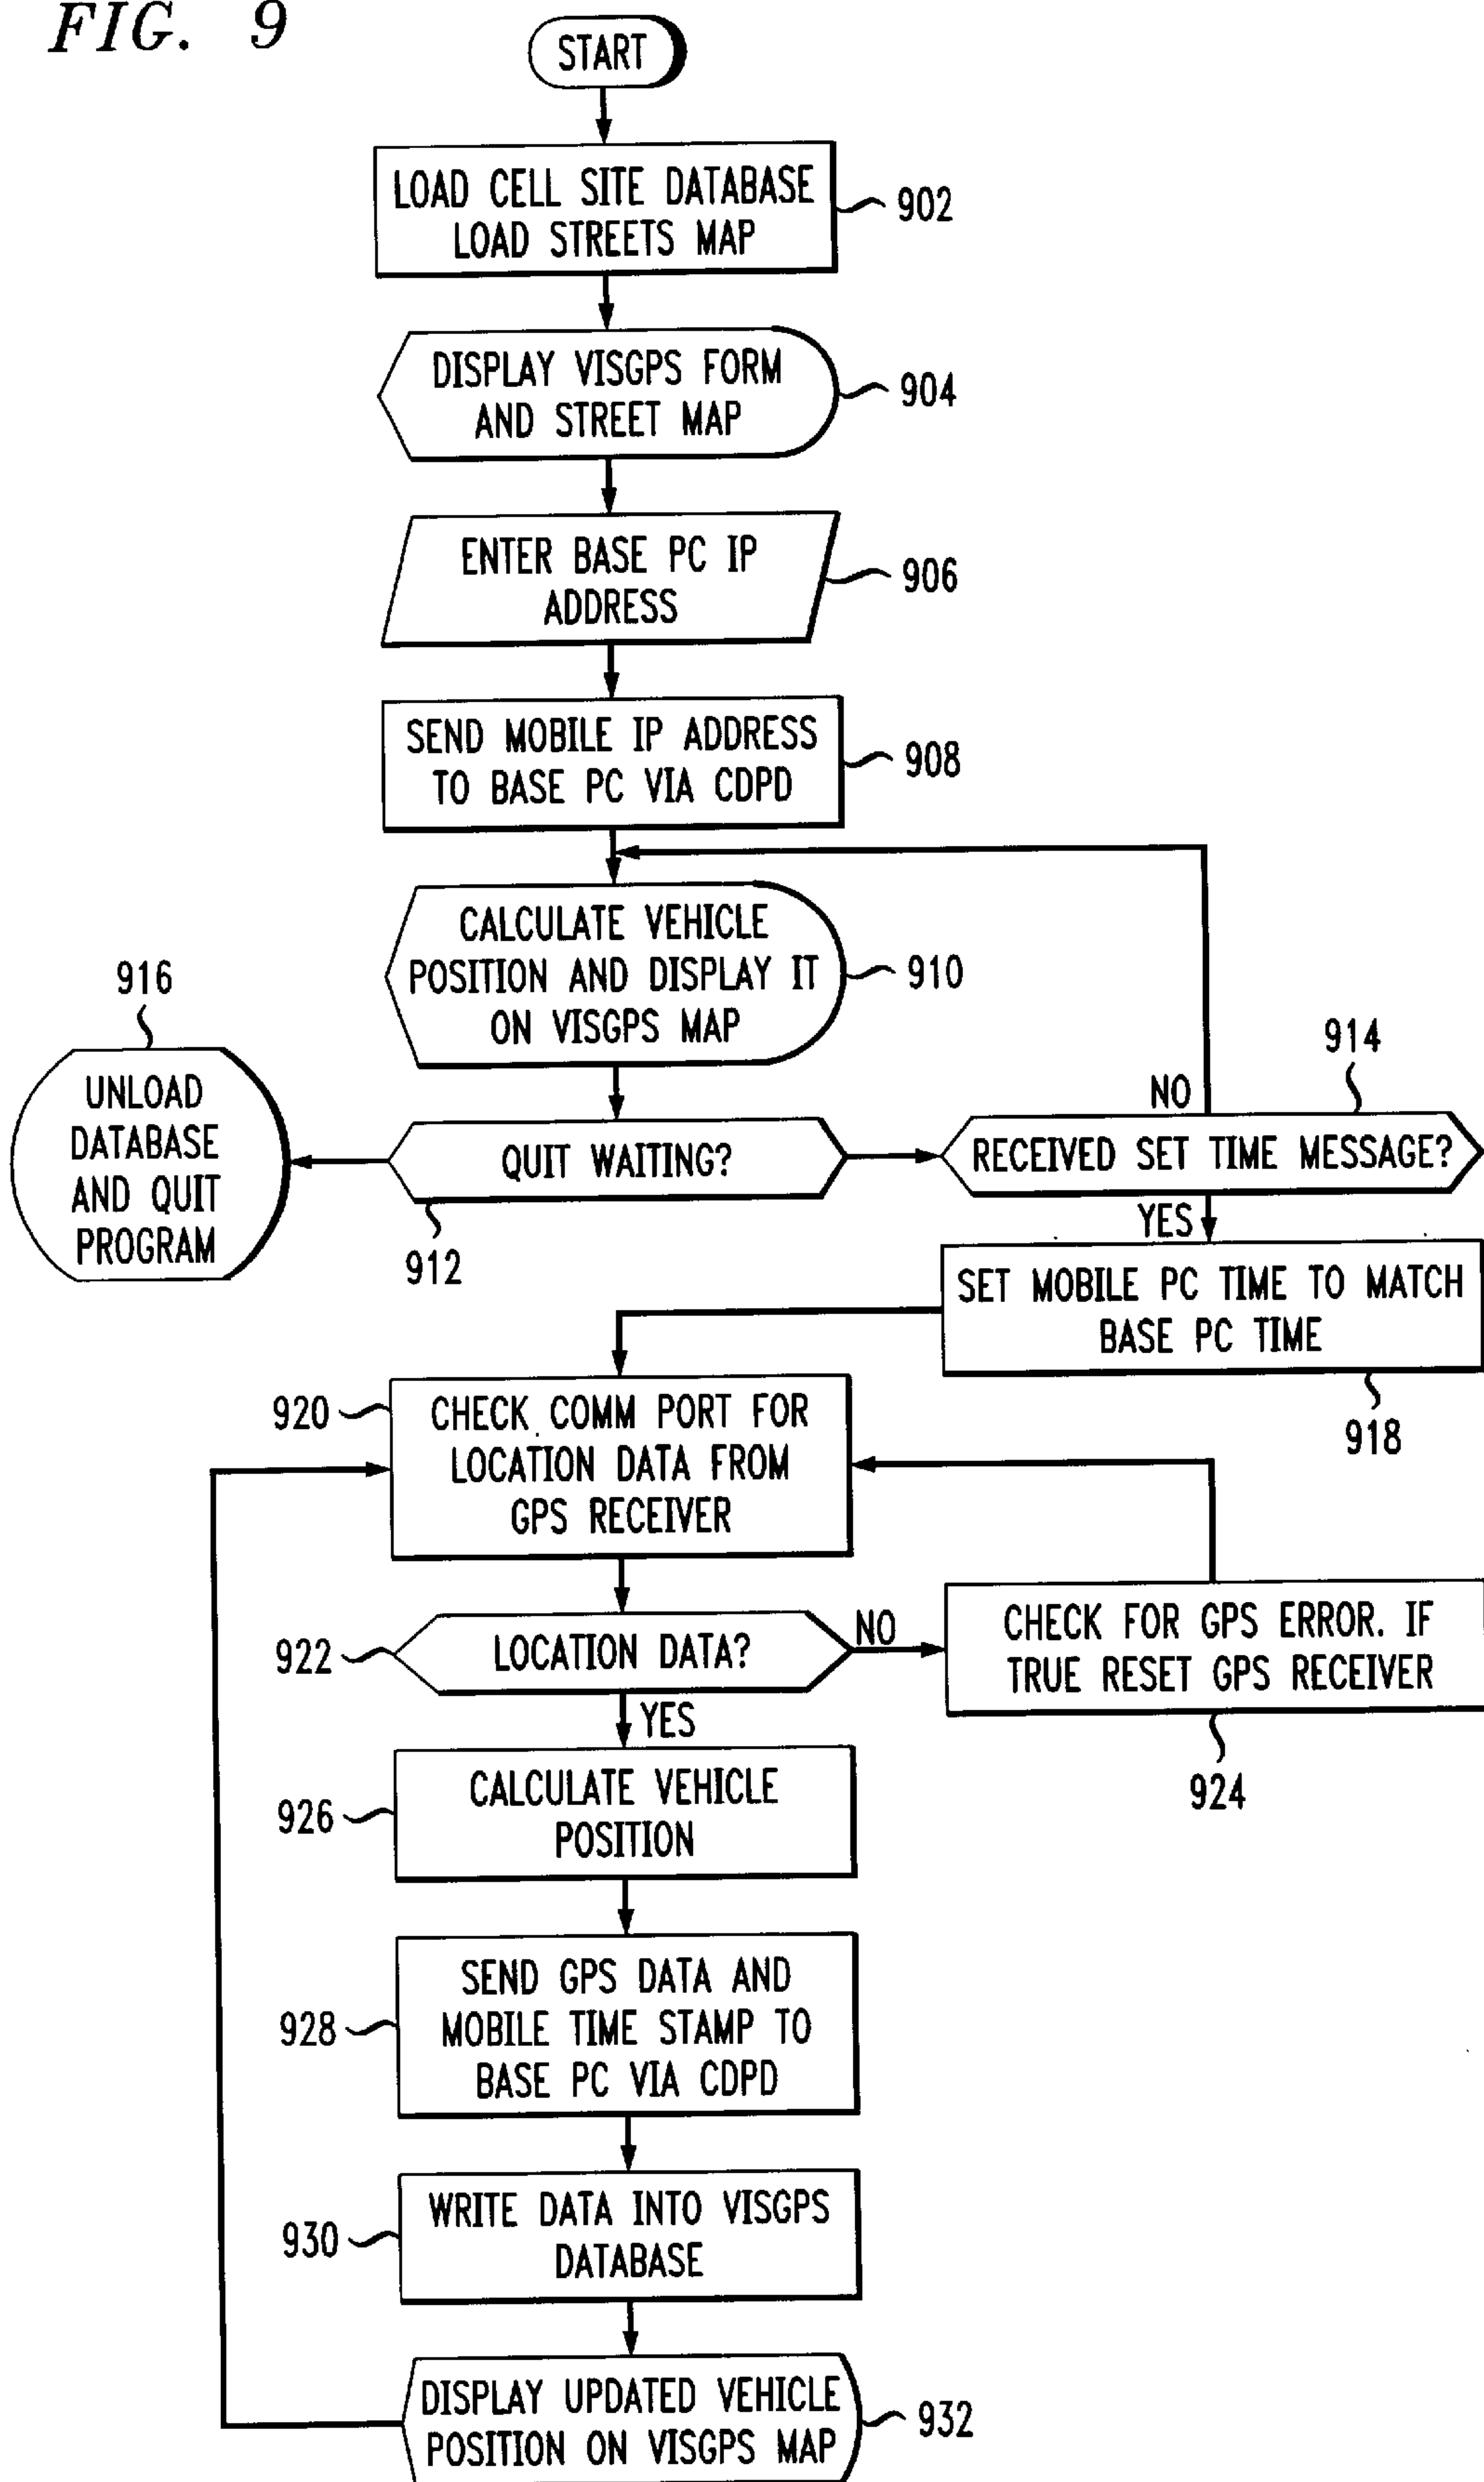 FIG. 9
START
LOAD CELL SITE DATABASE
LOAD STREETS MAP
902
DISPLAY VISGPS FORM
AND STREET MAP
904
ENTER BASE PC IP
ADDRESS
906
SEND MOBILE IP ADDRESS
TO BASE PC VIA CDPD
908
CALCULATE VEHICLE
POSITION AND DISPLAY IT
ON VISGPS MAP
910
916
UNLOAD
DATABASE
AND QUIT
PROGRAM
QUIT WAITING?
912
914
NO
RECEIVED SET TIME MESSAGE?
YES
SET MOBILE PC TIME TO MATCH
BASE PC TIME
918
920
CHECK COMM PORT FOR
LOCATION DATA FROM
GPS RECEIVER
922
LOCATION DATA?
NO
CHECK FOR GPS ERROR. IF
TRUE RESET GPS RECEIVER
924
YES
926
CALCULATE VEHICLE
POSITION
928
SEND GPS DATA AND
MOBILE TIME STAMP TO
BASE PC VIA CDPD
930
WRITE DATA INTO VISGPS
DATABASE
DISPLAY UPDATED VEHICLE
POSITION ON VISGPS MAP
932